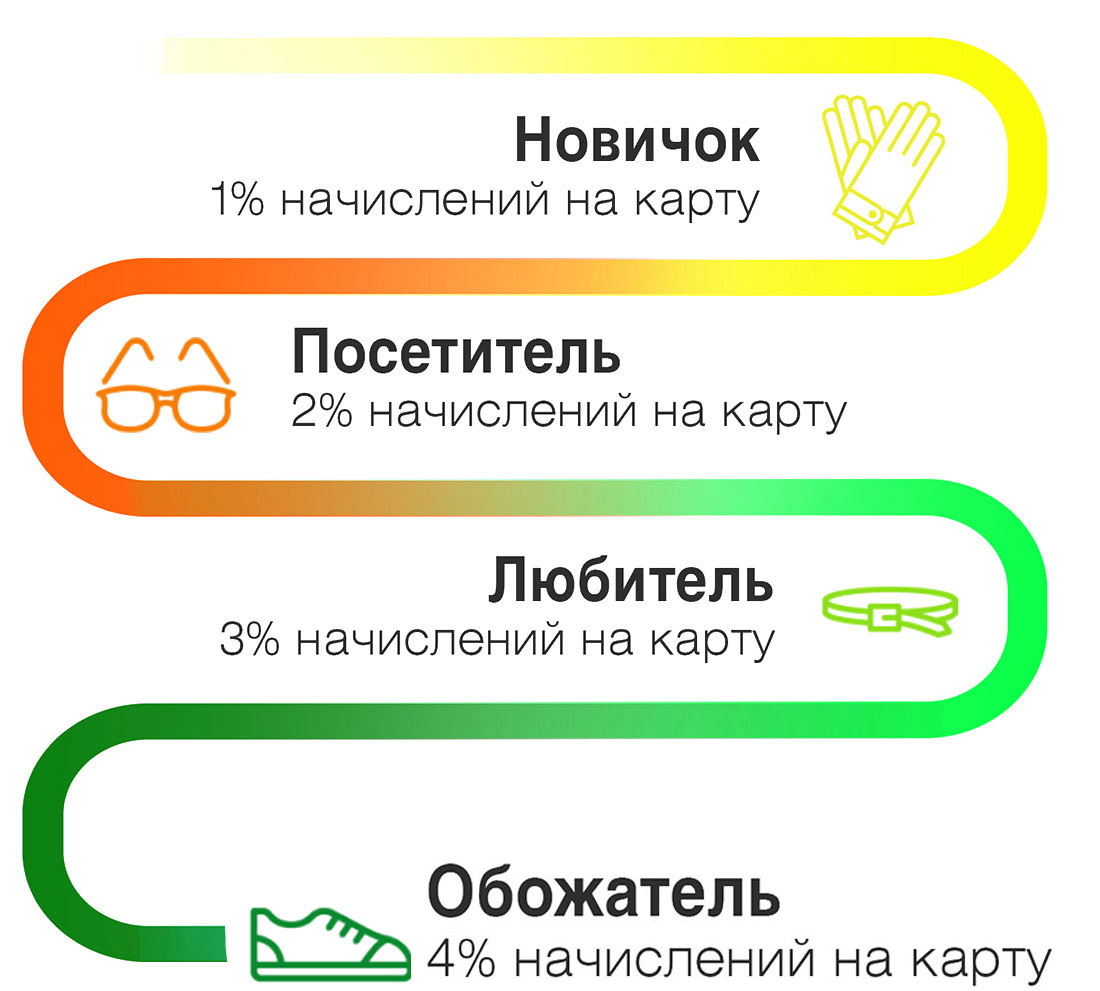 Новичок
1% начислений на карту
Посетитель
2% начислений на карту
Любитель
3% начислений на карту
Обожатель
4% начислений на карту